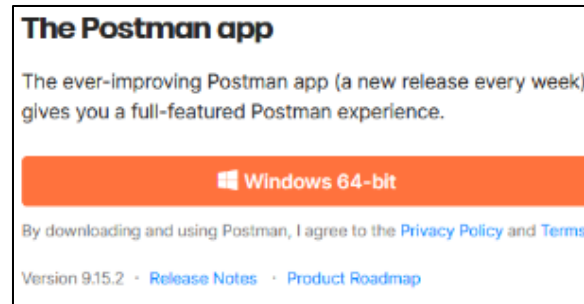 The Postman app
The ever-improving Postman app (a new release every week)
gives you a full-featured Postman experience.
Windows 64-bit
By downloading and using Postman, I agree to the Privacy Policy and Terms
Version 9.15.2 · Release Notes · Product Roadmap